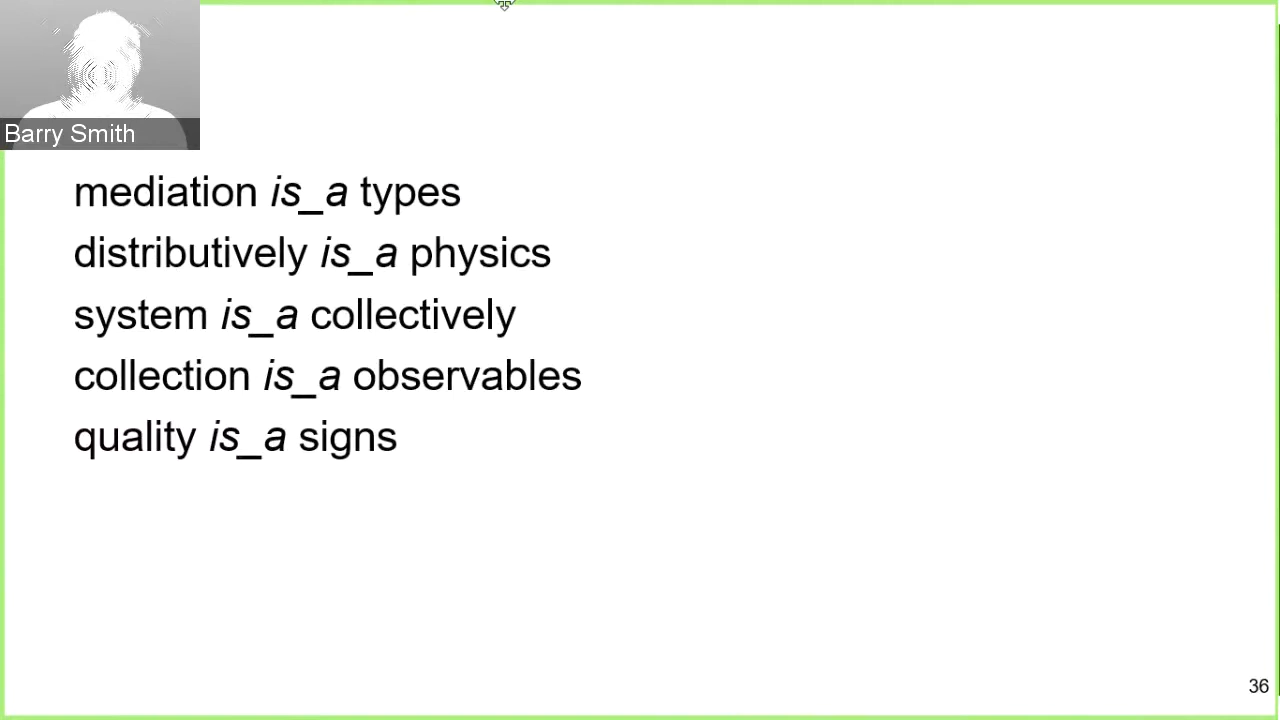 Barry Smith
mediation is_a types
distributively is_a physics
system is_a collectively
collection is_a observables
quality is_a signs
36